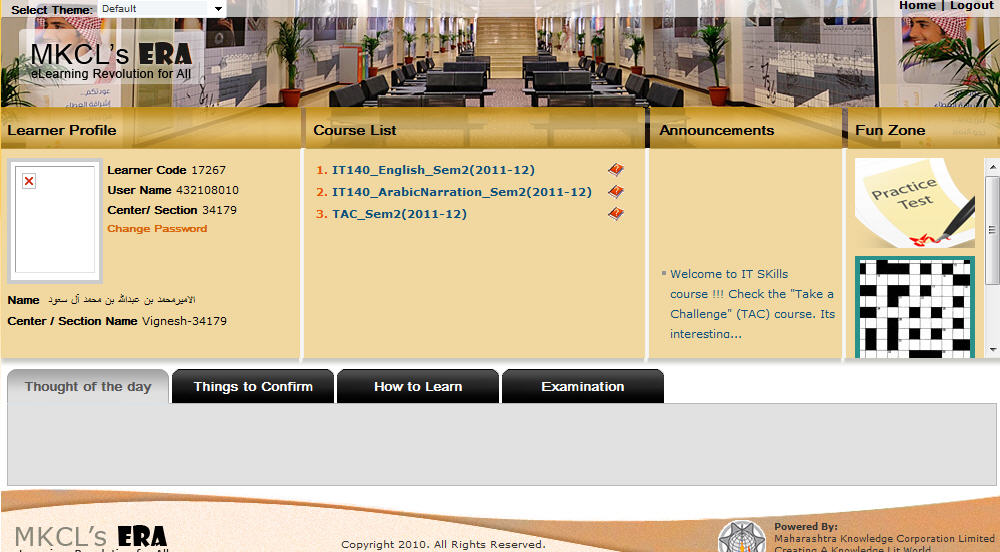 Select Theme: Default
Home | Logout
MKCL's ERA
eLearning Revolution for All
Learner Profile
Course List
Announcements
Fun Zone
Learner Code 17267
User Name 432108010
Center/ Section 34179
Change Password
Name الاميرمحمد بن عبدالله بن محمد آل سعود
Center / Section Name Vignesh-34179
1. IT140_English_Sem2(2011-12)
2. IT140_ArabicNarration_Sem2(2011-12)
3. TAC_Sem2(2011-12)
Welcome to IT SKills
course !!! Check the "Take a
Challenge" (TAC) course. Its
interesting...
Practice
Test
Thought of the day
Things to Confirm
How to Learn
Examination
MKCL's ERA
eLearning Revolution for All
Copyright 2010. All Rights Reserved.
Powered By:
Maharashtra Knowledge Corporation Limited
Creating A Knowledge Lit World